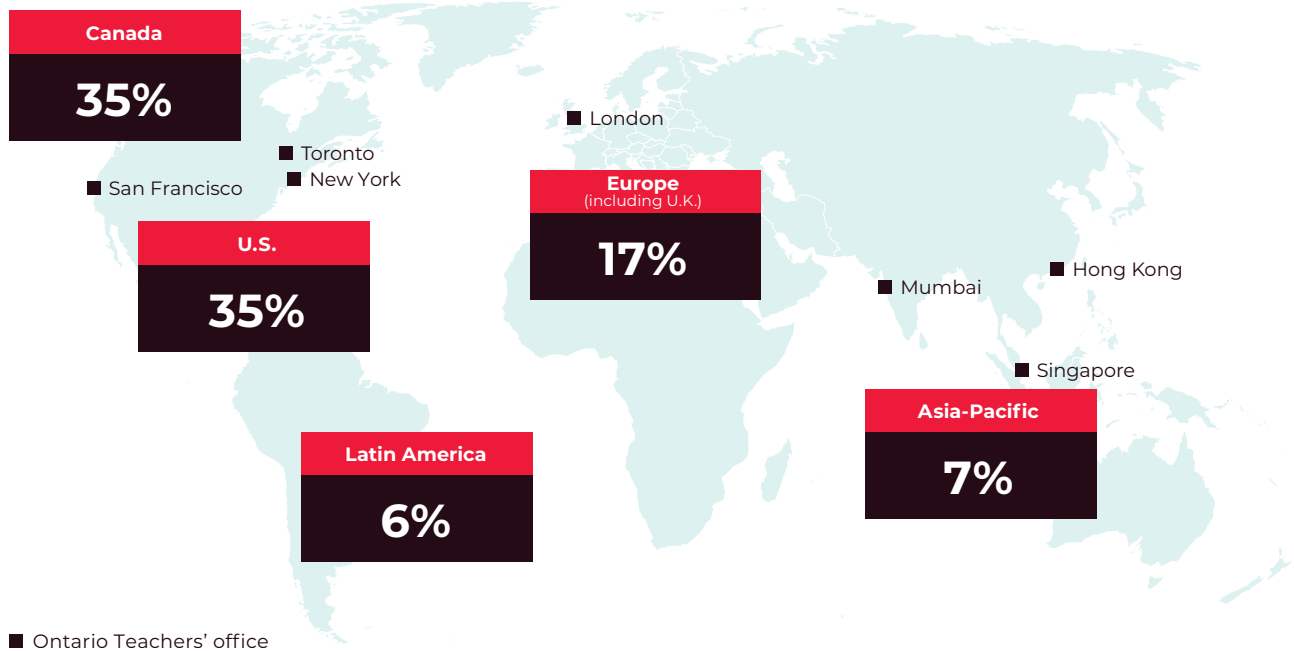 Canada
35%
London
Toronto
New York
San Francisco
Europe
(including U.K.)
17%
U.S.
35%
Hong Kong
Mumbai
Singapore
Asia-Pacific
7%
Latin America
6%
Ontario Teachers’ office